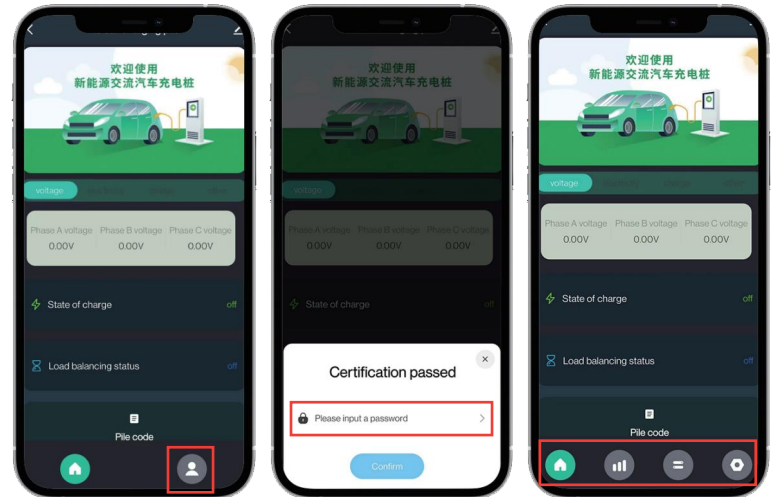 欢迎使用
新能源交流汽车充电桩
voltage
Phase A voltage Phase B voltage Phase C voltage
0.00V 0.00V 0.00V
State of charge off
Load balancing status off
Pile code
欢迎使用
新能源交流汽车充电桩
voltage
Phase A voltage Phase B voltage Phase C voltage
0.00V 0.00V 0.00V
State of charge off
Certification passed
Please input a password
Confirm
欢迎使用
新能源交流汽车充电桩
voltage
Phase A voltage Phase B voltage Phase C voltage
0.00V 0.00V 0.00V
State of charge off
Load balancing status off
Pile code